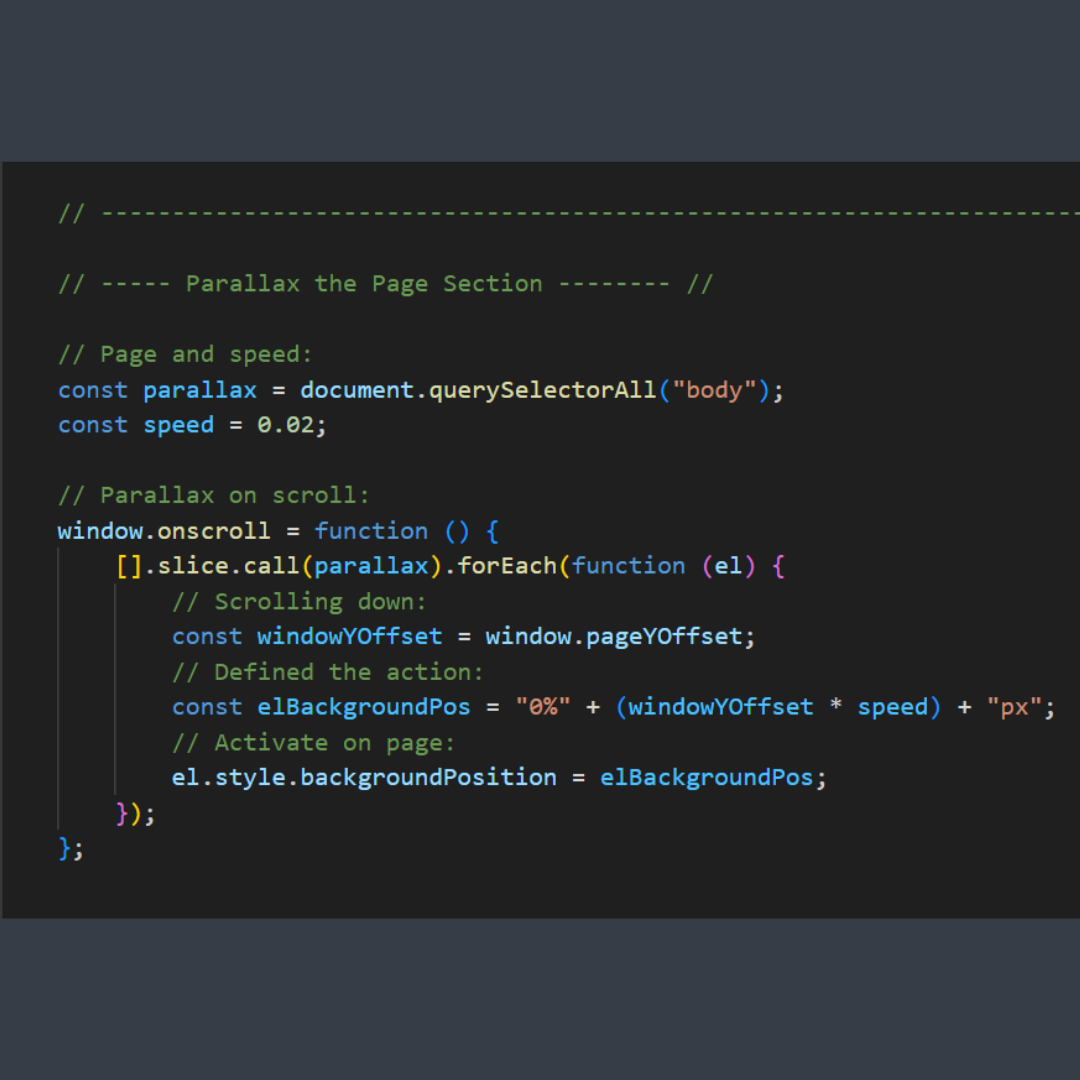 // --------------------------------------------------------------------
// ----- Parallax the Page Section -------- //
// Page and speed:
const parallax = document.querySelectorAll("body");
const speed = 0.02;
// Parallax on scroll:
window.onscroll = function () {
[].slice.call(parallax).forEach(function (el) {
// Scrolling down:
const windowYOffset = window.pageYOffset;
// Defined the action:
const elBackgroundPos = "0%" + (windowYOffset * speed) + "px";
// Activate on page:
el.style.backgroundPosition = elBackgroundPos;
});
};